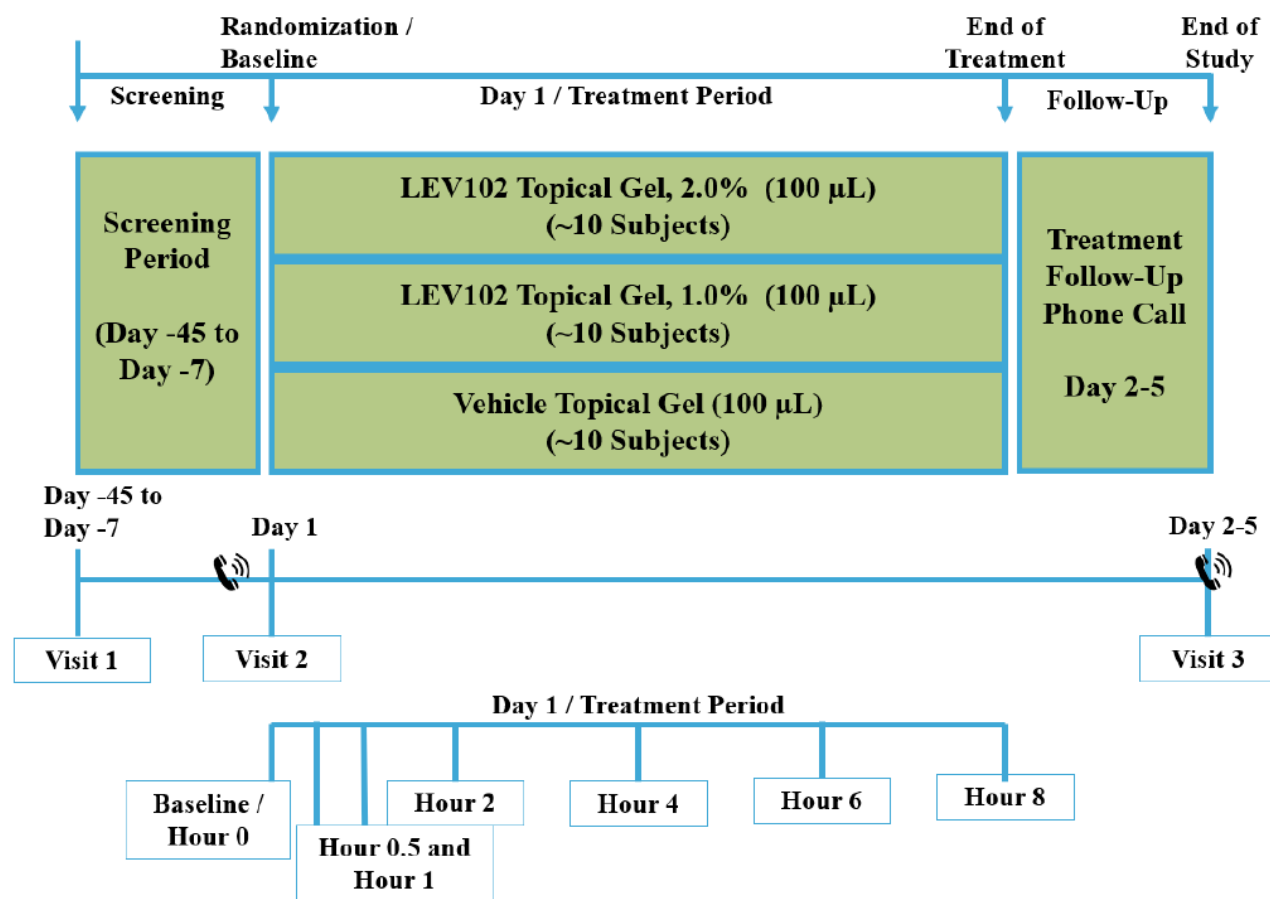 Randomization /
Baseline
End of
Treatment
End of
Study
Screening
Day 1 / Treatment Period
Follow-Up
Screening
Period
(Day -45 to
Day -7)
LEV102 Topical Gel, 2.0% (100 µL)
(~10 Subjects)
LEV102 Topical Gel, 1.0% (100 µL)
(~10 Subjects)
Vehicle Topical Gel (100 µL)
(~10 Subjects)
Treatment
Follow-Up
Phone Call
Day 2-5
Day -45 to
Day -7
Day 1
Day 2-5
Visit 1
Visit 2
Visit 3
Day 1 / Treatment Period
Baseline /
Hour 0
Hour 0.5 and
Hour 1
Hour 2
Hour 4
Hour 6
Hour 8